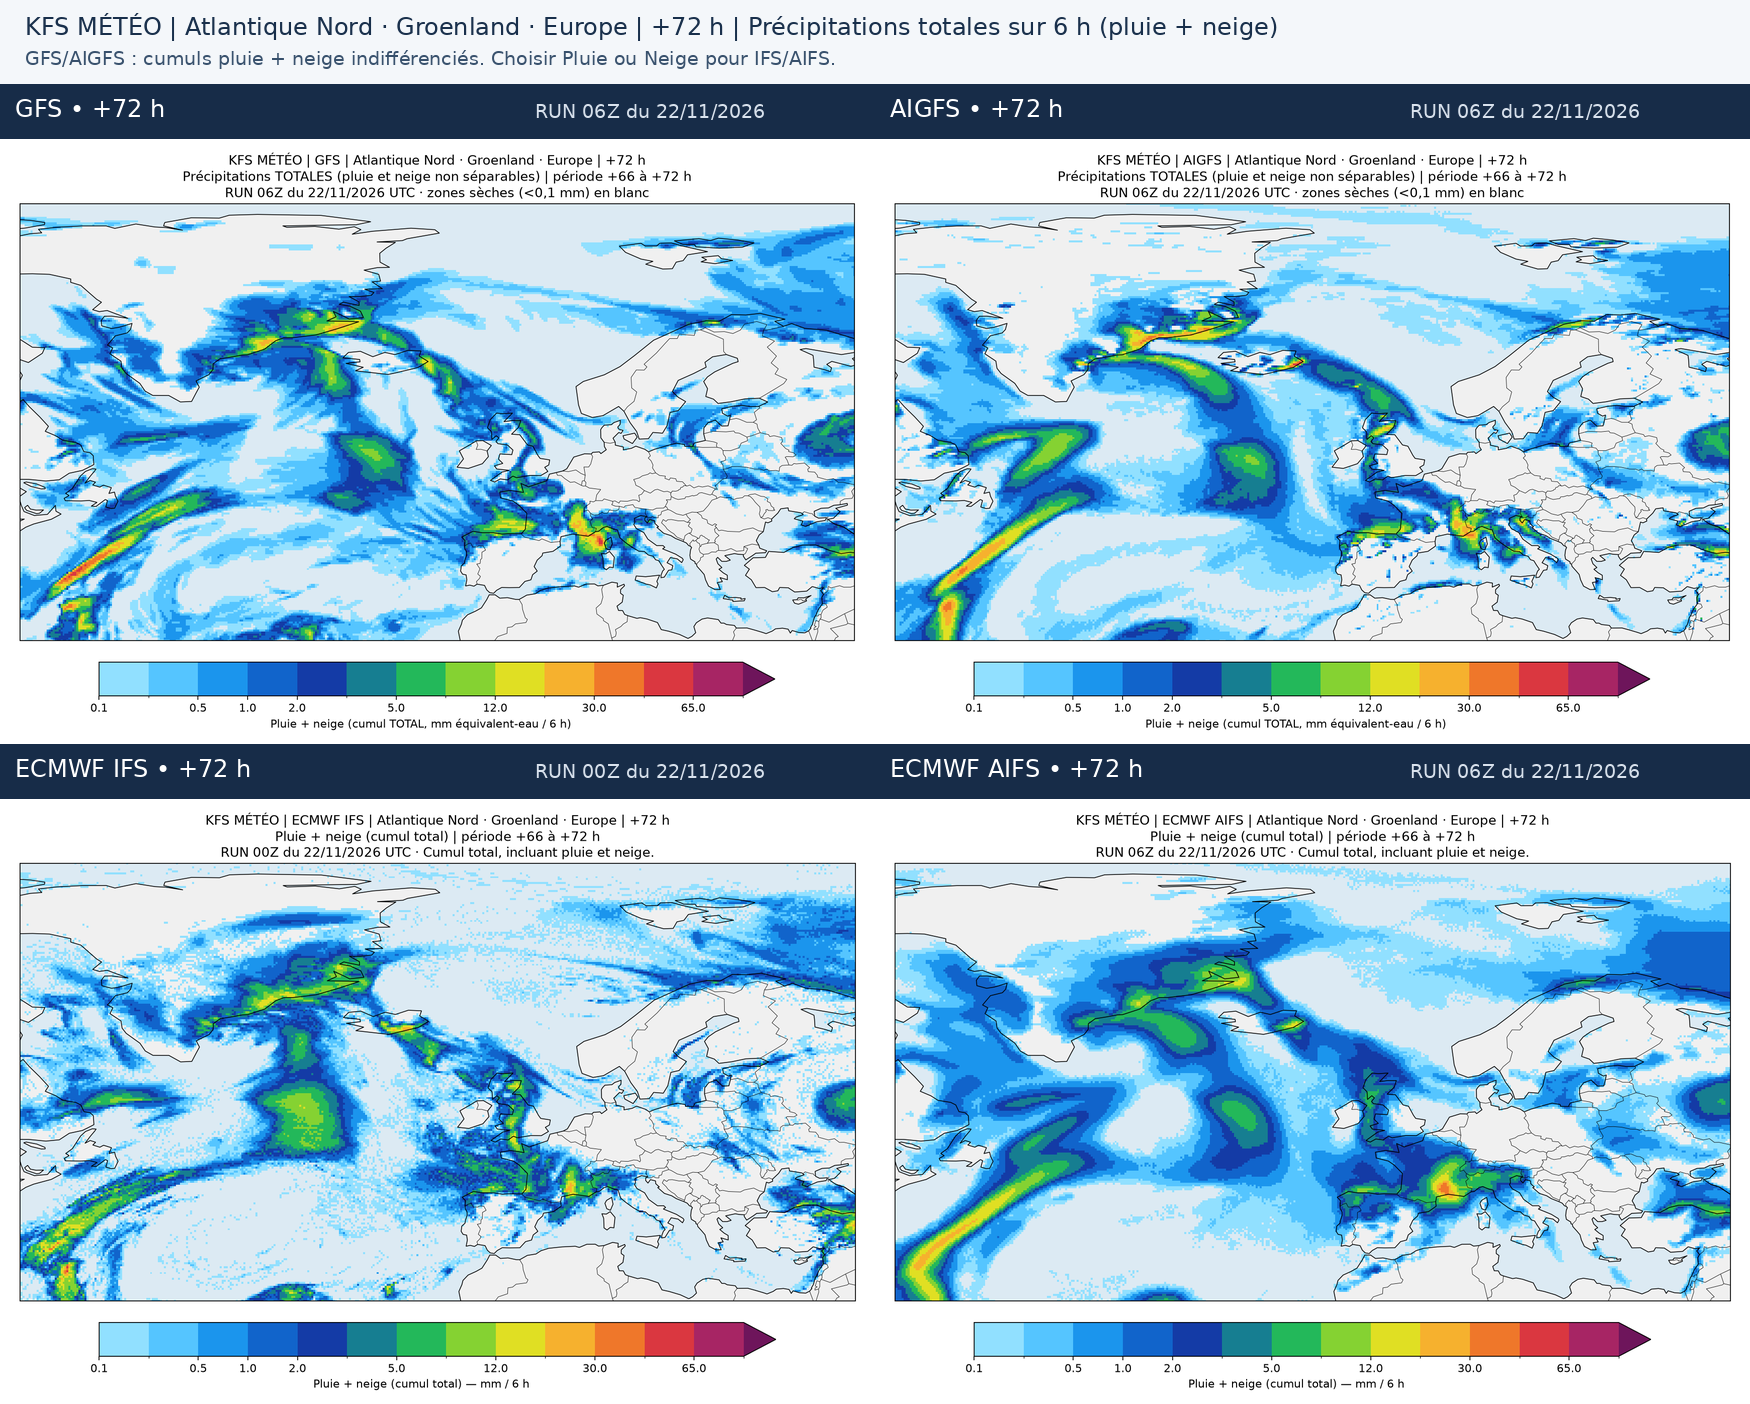 KFS MÉTÉO | Atlantique Nord · Groenland · Europe | +72 h | Précipitations totales sur 6 h (pluie + neige)
GFS/AIGFS : cumuls pluie + neige indifférenciés. Choisir Pluie ou Neige pour IFS/AIFS.
GFS • +72 h
RUN 06Z du 22/11/2026
AIGFS • +72 h
RUN 06Z du 22/11/2026
KFS MÉTÉO | GFS | Atlantique Nord · Groenland · Europe | +72 h
Précipitations TOTALES (pluie et neige non séparables) | période +66 à +72 h
RUN 06Z du 22/11/2026 UTC · zones sèches (<0,1 mm) en blanc
KFS MÉTÉO | AIGFS | Atlantique Nord · Groenland · Europe | +72 h
Précipitations TOTALES (pluie et neige non séparables) | période +66 à +72 h
RUN 06Z du 22/11/2026 UTC · zones sèches (<0,1 mm) en blanc
0.1 0.5 1.0 2.0 5.0 12.0 30.0 65.0
Pluie + neige (cumul TOTAL, mm équivalent-eau / 6 h)
0.1 0.5 1.0 2.0 5.0 12.0 30.0 65.0
Pluie + neige (cumul TOTAL, mm équivalent-eau / 6 h)
ECMWF IFS • +72 h
RUN 00Z du 22/11/2026
ECMWF AIFS • +72 h
RUN 06Z du 22/11/2026
KFS MÉTÉO | ECMWF IFS | Atlantique Nord · Groenland · Europe | +72 h
Pluie + neige (cumul total) | période +66 à +72 h
RUN 00Z du 22/11/2026 UTC · Cumul total, incluant pluie et neige.
KFS MÉTÉO | ECMWF AIFS | Atlantique Nord · Groenland · Europe | +72 h
Pluie + neige (cumul total) | période +66 à +72 h
RUN 06Z du 22/11/2026 UTC · Cumul total, incluant pluie et neige.
0.1 0.5 1.0 2.0 5.0 12.0 30.0 65.0
Pluie + neige (cumul total) — mm / 6 h
0.1 0.5 1.0 2.0 5.0 12.0 30.0 65.0
Pluie + neige (cumul total) — mm / 6 h